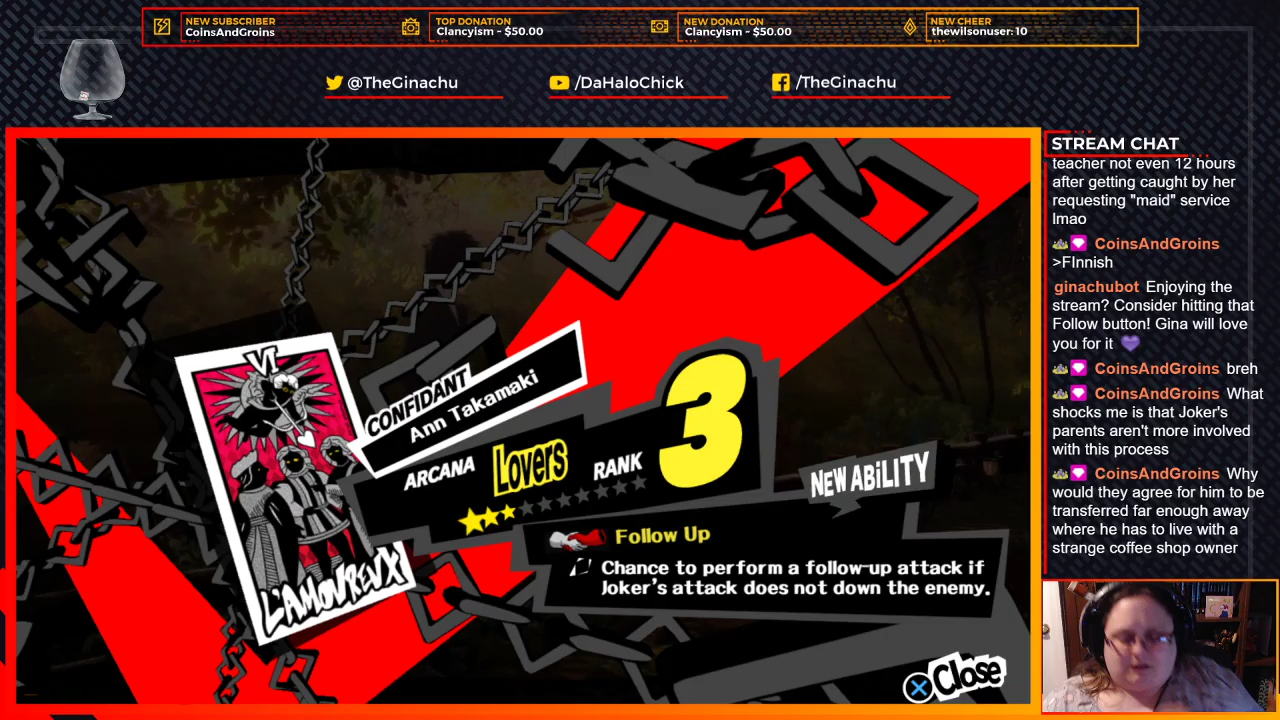 NEW SUBSCRIBER
CoinsAndGroins
TOP DONATION
Clancyism - $50.00
NEW DONATION
Clancyism - $50.00
NEW CHEER
thewilsonuser: 10
@TheGinachu
/DaHaloChick
/TheGinachu
STREAM CHAT
teacher not even 12 hours
after getting caught by her
requesting "maid" service
lmao
CoinsAndGroins
>FInnish
ginachubot Enjoying the
stream? Consider hitting that
Follow button! Gina will love
you for it 💜
CoinsAndGroins breh
CoinsAndGroins What
shocks me is that Joker's
parents aren't more involved
with this process
CoinsAndGroins Why
would they agree for him to be
transferred far enough away
where he has to live with a
strange coffee shop owner
VI
L'AMOUREUX
CONFIDANT
Ann Takamaki
ARCANA Lovers RANK 3
NEW ABILITY
Follow Up
Chance to perform a follow-up attack if
Joker's attack does not down the enemy.
Close